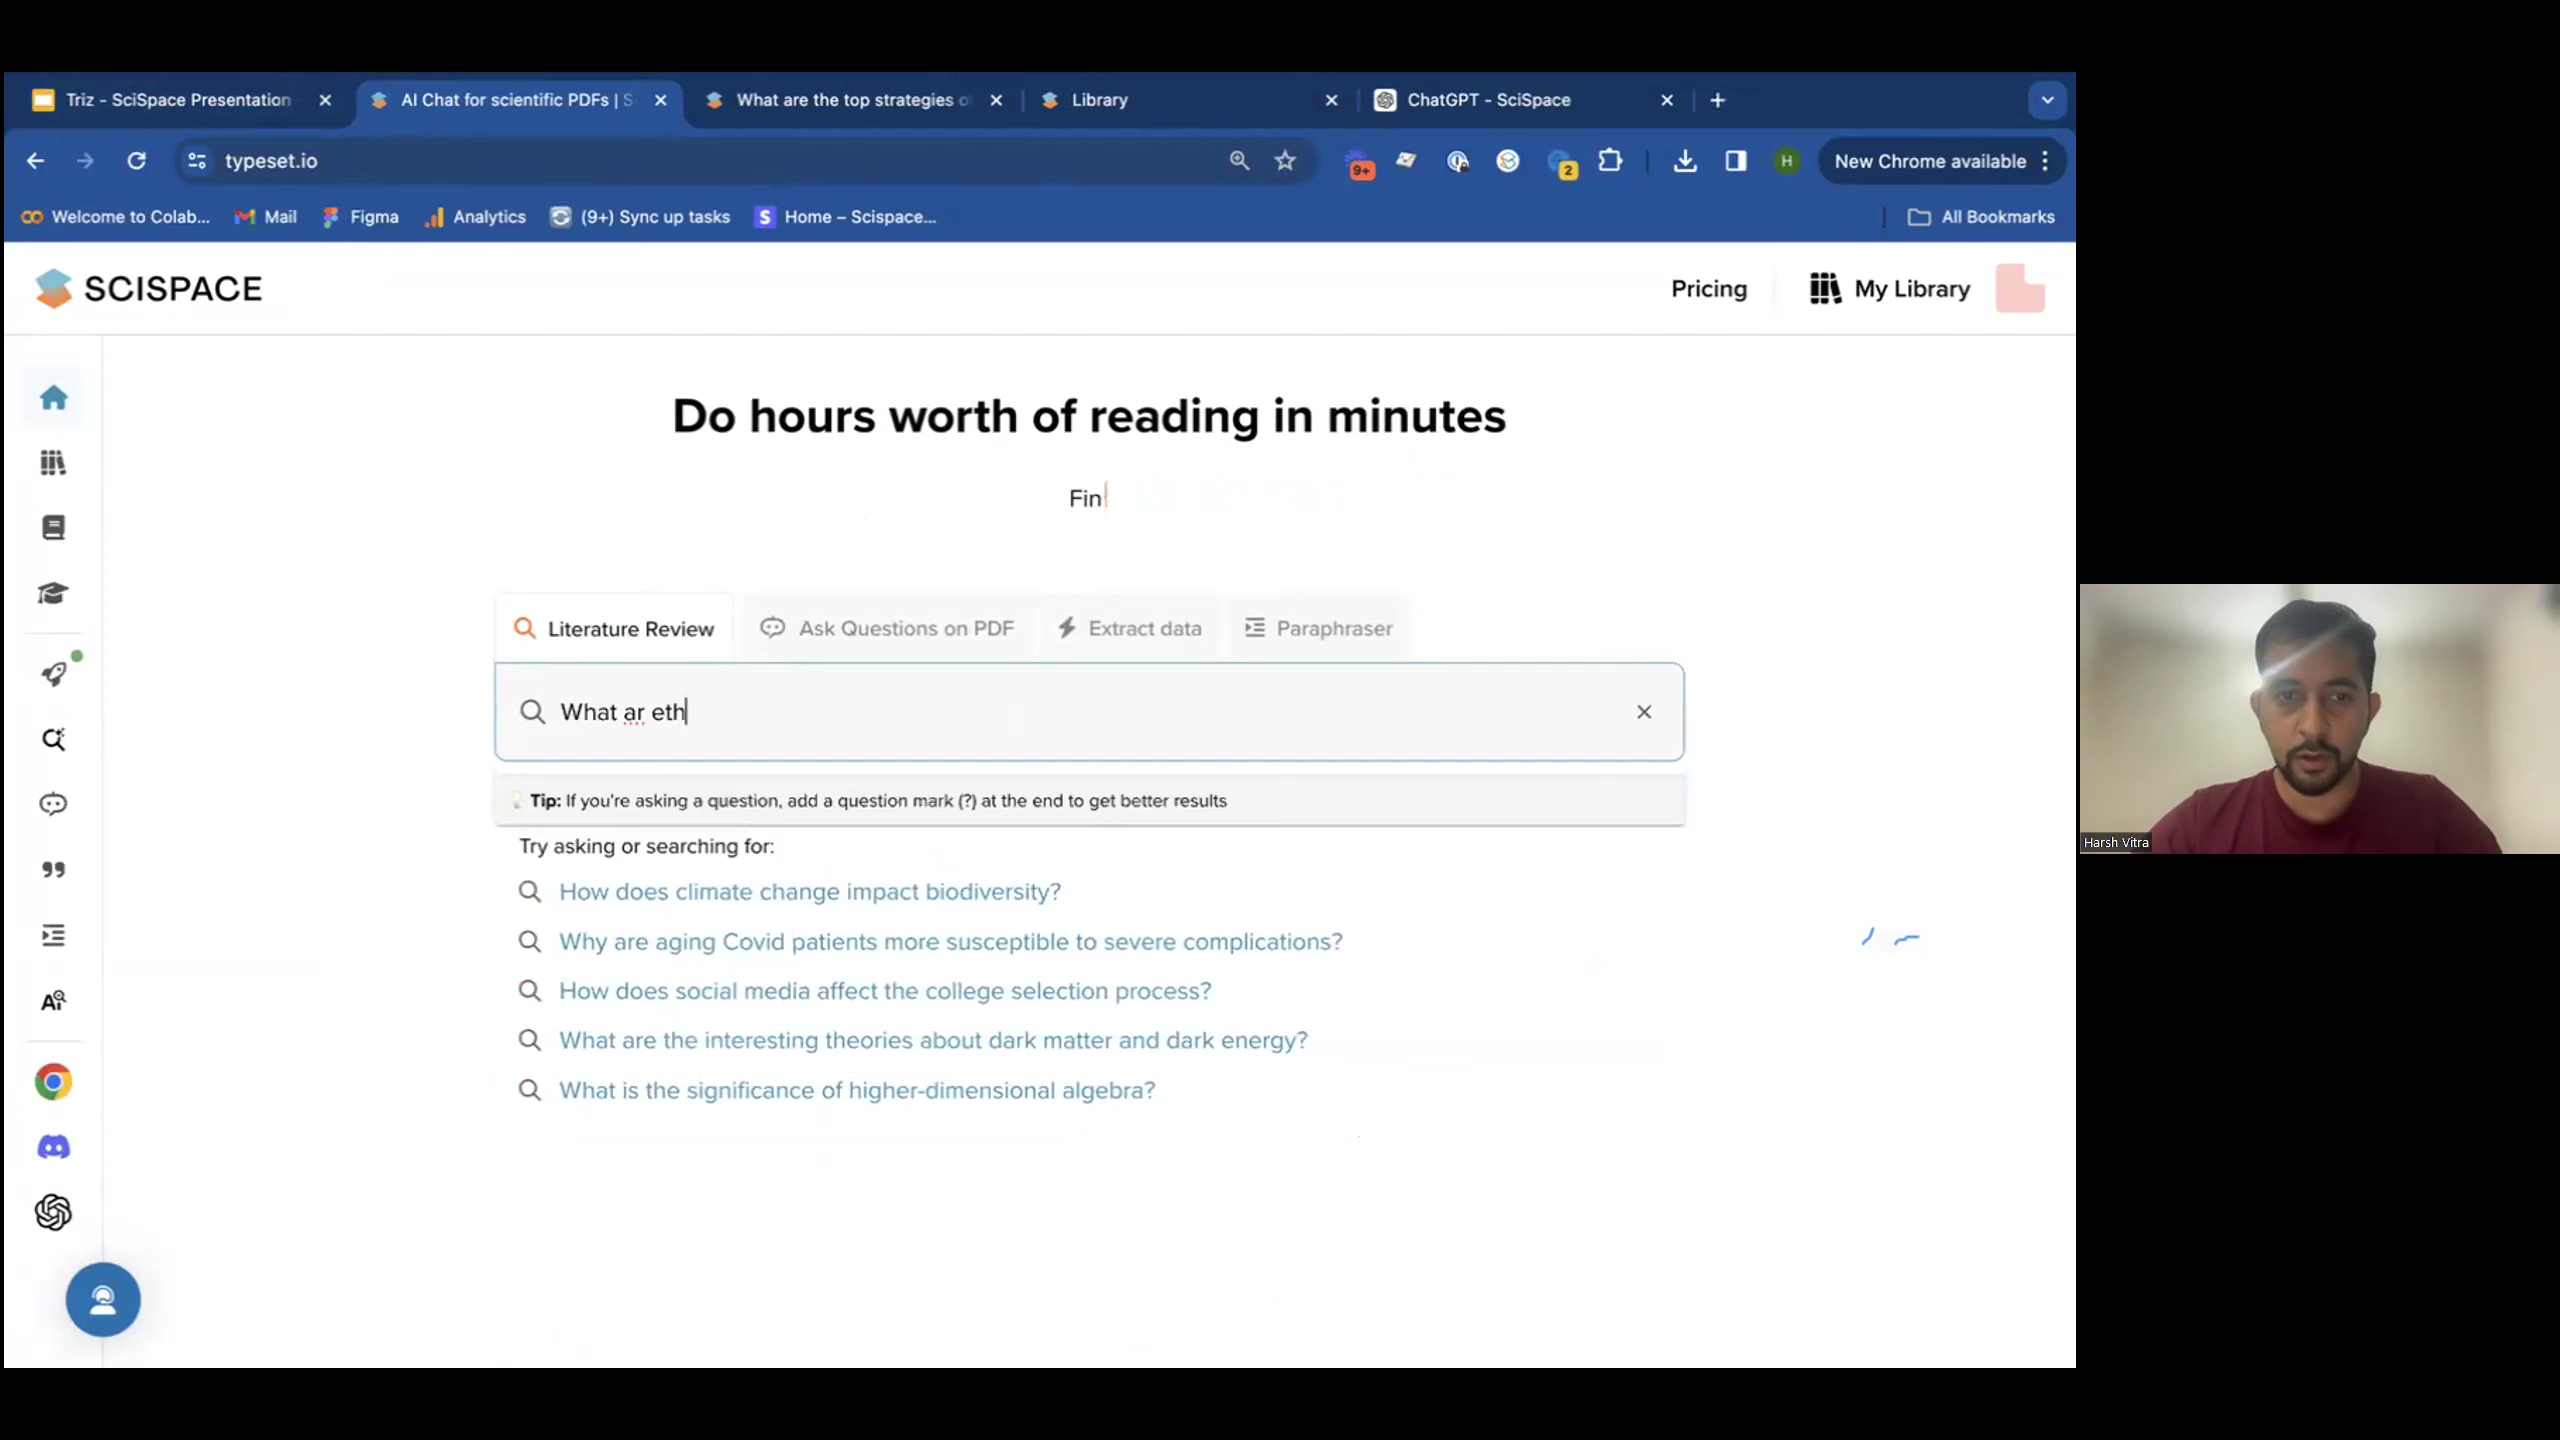 Triz - SciSpace Presentation
AI Chat for scientific PDFs | S
What are the top strategies o
Library
ChatGPT - SciSpace
typeset.io
9+
2
H
New Chrome available
Welcome to Colab...
Mail
Figma
Analytics
(9+) Sync up tasks
S
Home – Scispace...
All Bookmarks
SCISPACE
Pricing
My Library
Do hours worth of reading in minutes
Fin
Literature Review
Ask Questions on PDF
Extract data
Paraphraser
What ar eth
Tip: If you're asking a question, add a question mark (?) at the end to get better results
Try asking or searching for:
How does climate change impact biodiversity?
Why are aging Covid patients more susceptible to severe complications?
How does social media affect the college selection process?
What are the interesting theories about dark matter and dark energy?
What is the significance of higher-dimensional algebra?
Ai
Harsh Vitra